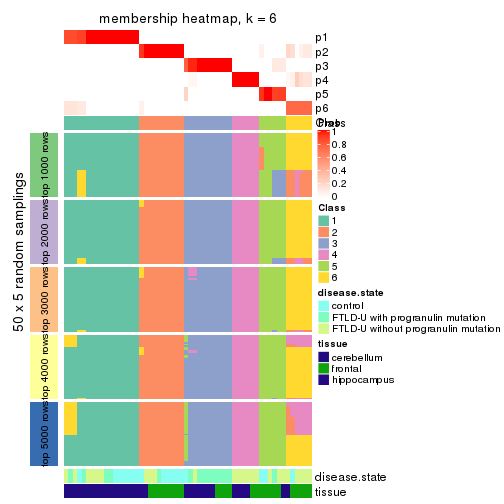 membership heatmap, k = 6
p1
p2
p3
p4
p5
p6
Class
Prob
1
0.8
0.6
0.4
0.2
0
Class
1
2
3
4
5
6
disease.state
control
FTLD-U with progranulin mutation
FTLD-U without progranulin mutation
tissue
cerebellum
frontal
hippocampus
50 x 5 random samplings
top 1000 rows
top 2000 rows
top 3000 rows
top 4000 rows
top 5000 rows
disease.state
tissue